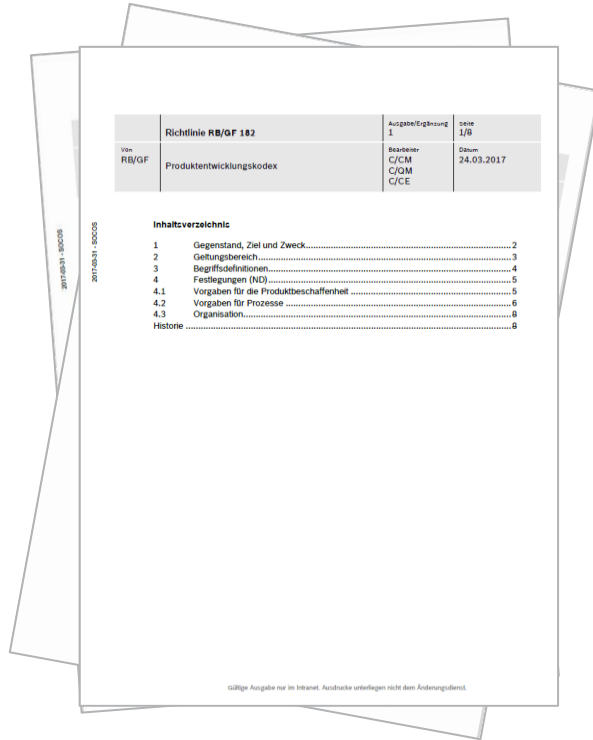 Richtlinie RB/GF 182
Ausgabe/Ergänzung
1
Seite
1/8
Von
RB/GF
Produktentwicklungskodex
Bearbeiter
C/CM
C/QM
C/CE
Datum
24.03.2017
2017-03-31 - SOCOS
2017-03-31 - SOCOS
Inhaltsverzeichnis
1 Gegenstand, Ziel und Zweck 2
2 Geltungsbereich 3
3 Begriffsdefinitionen 4
4 Festlegungen (ND) 5
4.1 Vorgaben für die Produktbeschaffenheit 5
4.2 Vorgaben für Prozesse 6
4.3 Organisation 8
Historie 8
Gültige Ausgabe nur im Intranet. Ausdrucke unterliegen nicht dem Änderungsdienst.